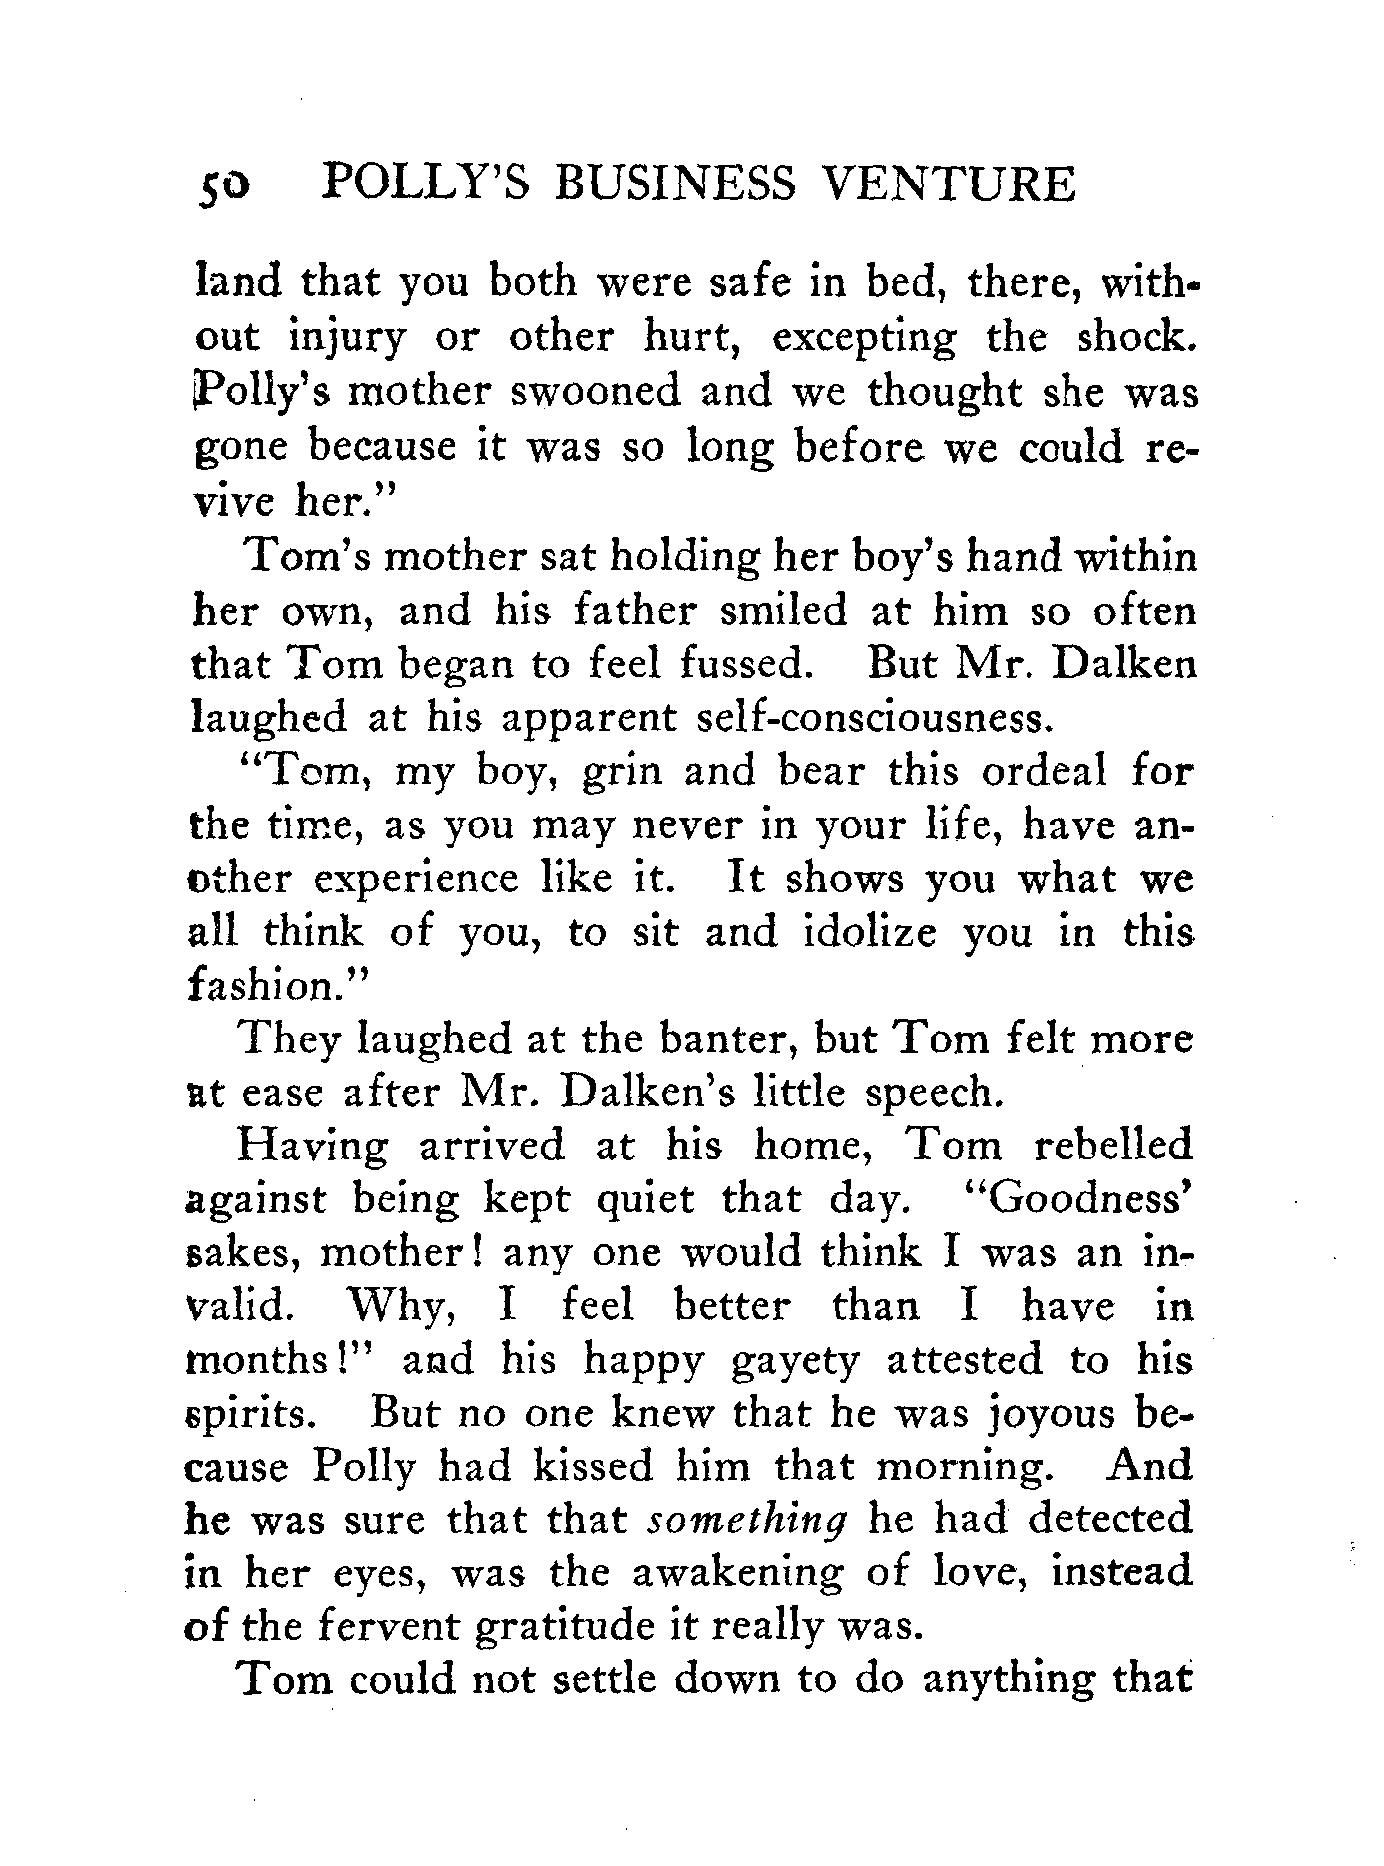 50 POLLY'S BUSINESS VENTURE
land that you both were safe in bed, there, with-
out injury or other hurt, excepting the shock.
Polly's mother swooned and we thought she was
gone because it was so long before we could re-
vive her."
Tom's mother sat holding her boy's hand within
her own, and his father smiled at him so often
that Tom began to feel fussed. But Mr. Dalken
laughed at his apparent self-consciousness.
"Tom, my boy, grin and bear this ordeal for
the time, as you may never in your life, have an-
other experience like it. It shows you what we
all think of you, to sit and idolize you in this
fashion."
They laughed at the banter, but Tom felt more
at ease after Mr. Dalken's little speech.
Having arrived at his home, Tom rebelled
against being kept quiet that day. "Goodness'
sakes, mother! any one would think I was an in-
valid. Why, I feel better than I have in
months!" and his happy gayety attested to his
spirits. But no one knew that he was joyous be-
cause Polly had kissed him that morning. And
he was sure that that something he had detected
in her eyes, was the awakening of love, instead
of the fervent gratitude it really was.
Tom could not settle down to do anything that